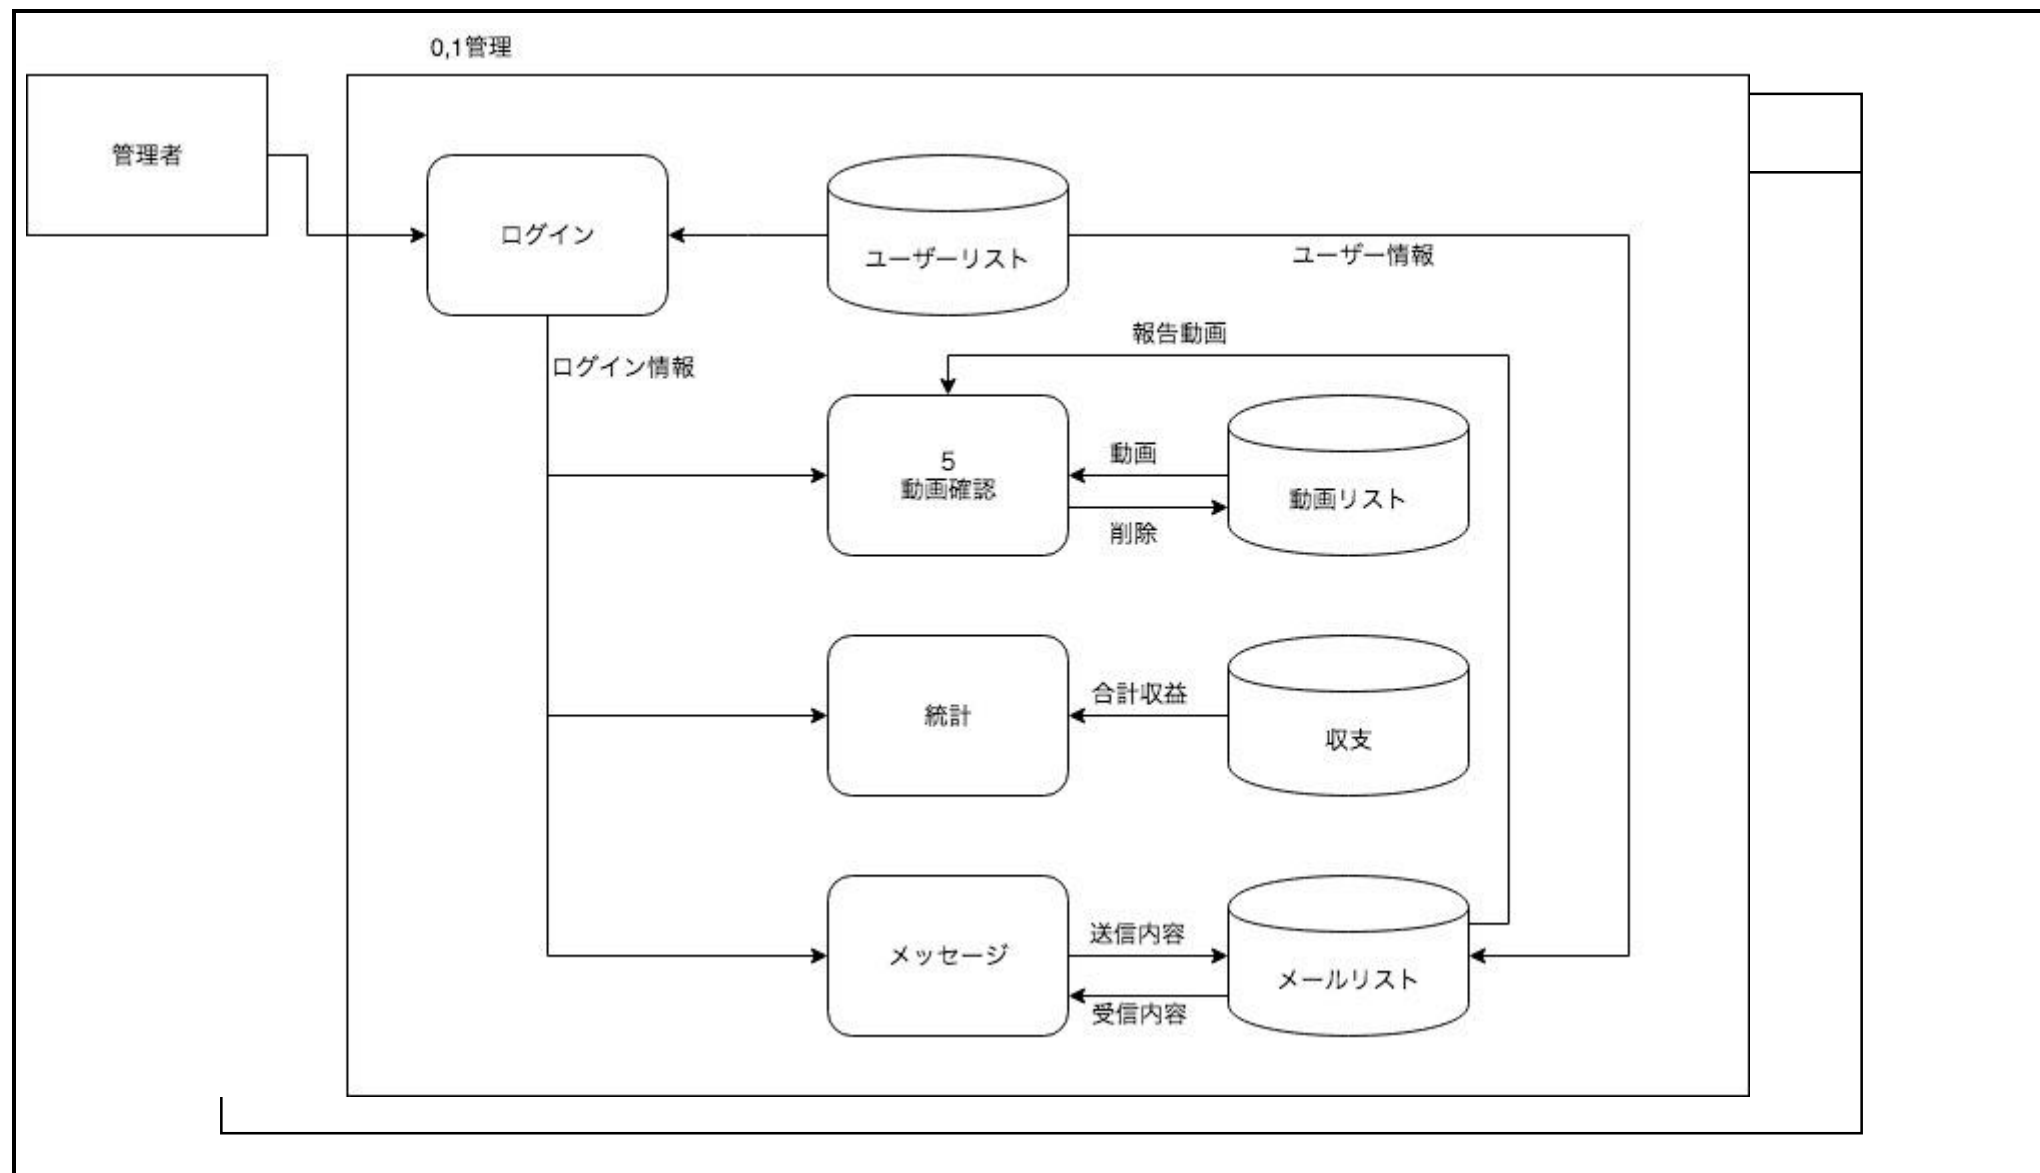 0,1管理
管理者
ログイン
ユーザーリスト
ユーザー情報
報告動画
ログイン情報
5
動画確認
動画
削除
動画リスト
統計
合計収益
収支
メッセージ
送信内容
受信内容
メールリスト